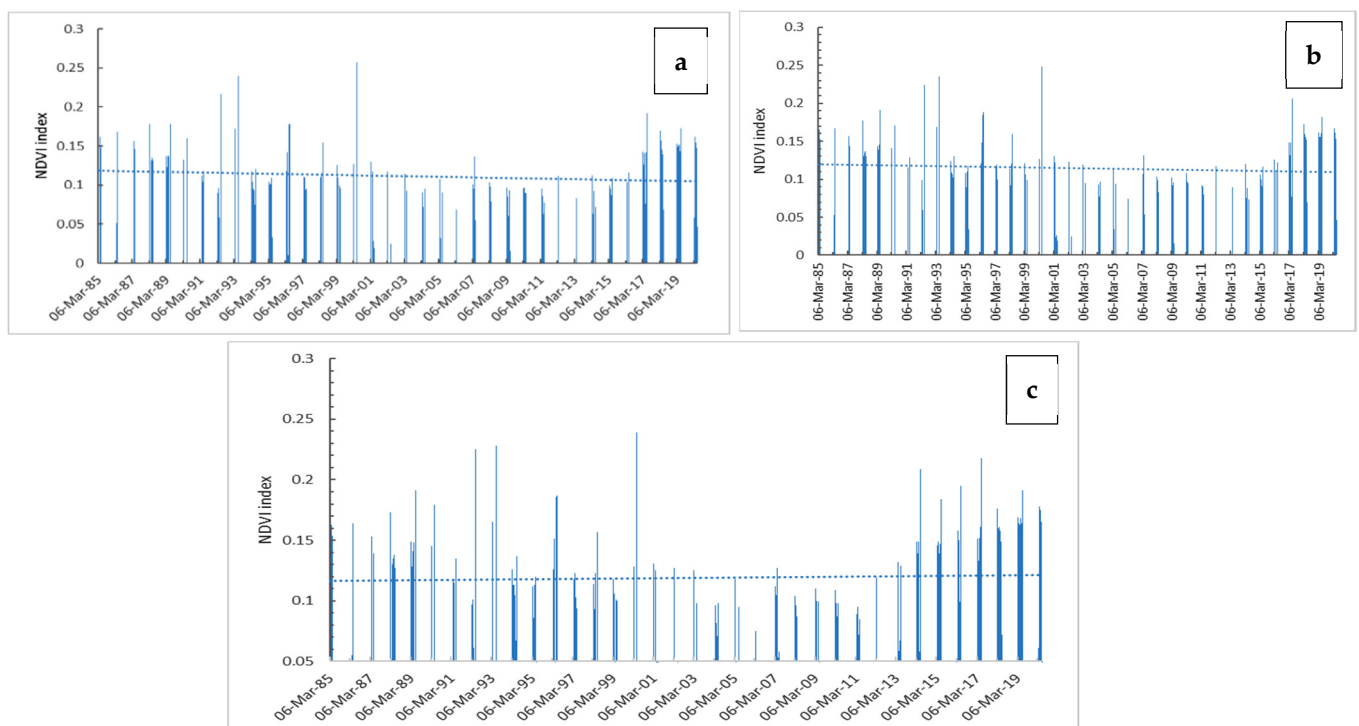 a
NDVI index
0.3
0.25
0.2
0.15
0.1
0.05
0
06-Mar-85
06-Mar-87
06-Mar-89
06-Mar-91
06-Mar-93
06-Mar-95
06-Mar-97
06-Mar-99
06-Mar-01
06-Mar-03
06-Mar-05
06-Mar-07
06-Mar-09
06-Mar-11
06-Mar-13
06-Mar-15
06-Mar-17
06-Mar-19
b
NDVI index
0.3
0.25
0.2
0.15
0.1
0.05
0
06-Mar-85
06-Mar-87
06-Mar-89
06-Mar-91
06-Mar-93
06-Mar-95
06-Mar-97
06-Mar-99
06-Mar-01
06-Mar-03
06-Mar-05
06-Mar-07
06-Mar-09
06-Mar-11
06-Mar-13
06-Mar-15
06-Mar-17
06-Mar-19
c
NDVI index
0.3
0.25
0.2
0.15
0.1
0.05
06-Mar-85
06-Mar-87
06-Mar-89
06-Mar-91
06-Mar-93
06-Mar-95
06-Mar-97
06-Mar-99
06-Mar-01
06-Mar-03
06-Mar-05
06-Mar-07
06-Mar-09
06-Mar-11
06-Mar-13
06-Mar-15
06-Mar-17
06-Mar-19